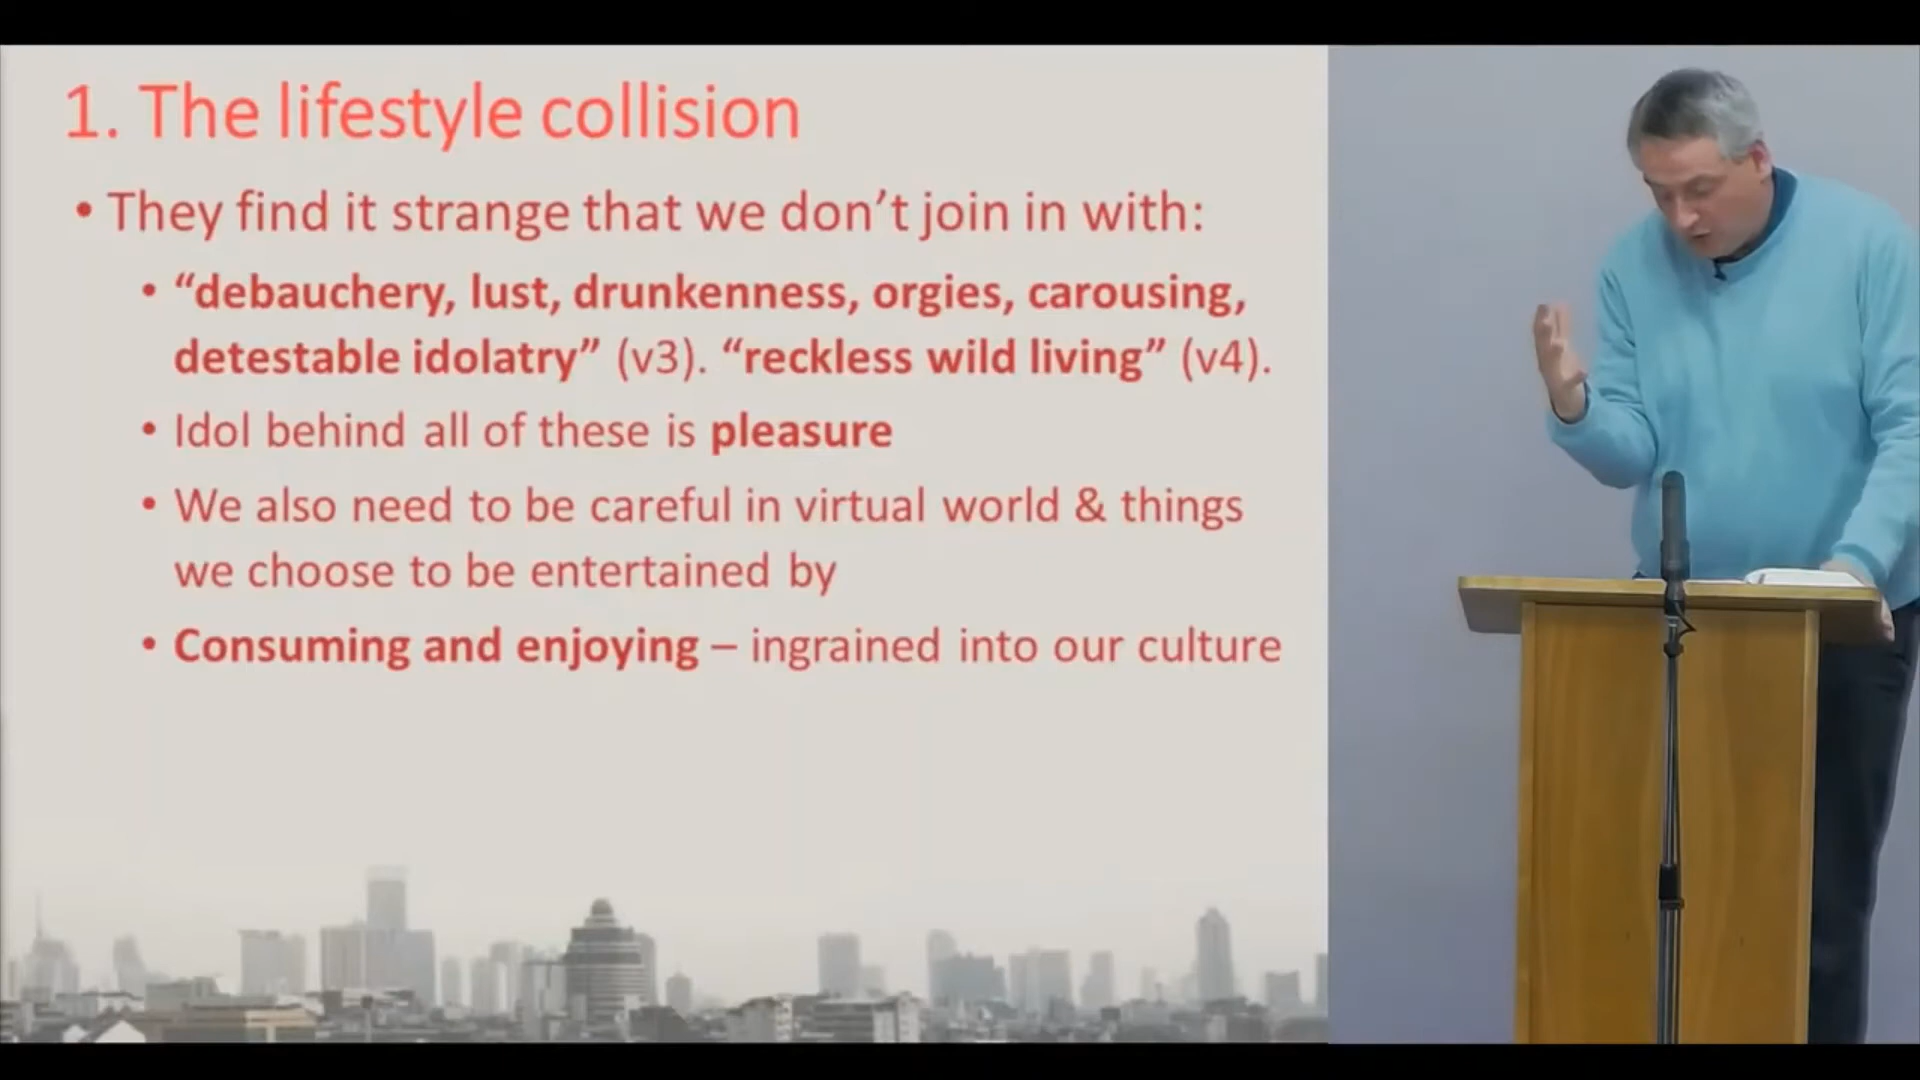 1. The lifestyle collision
• They find it strange that we don’t join in with:
• “debauchery, lust, drunkenness, orgies, carousing,
detestable idolatry” (v3). “reckless wild living” (v4).
• Idol behind all of these is pleasure
• We also need to be careful in virtual world & things
we choose to be entertained by
• Consuming and enjoying – ingrained into our culture